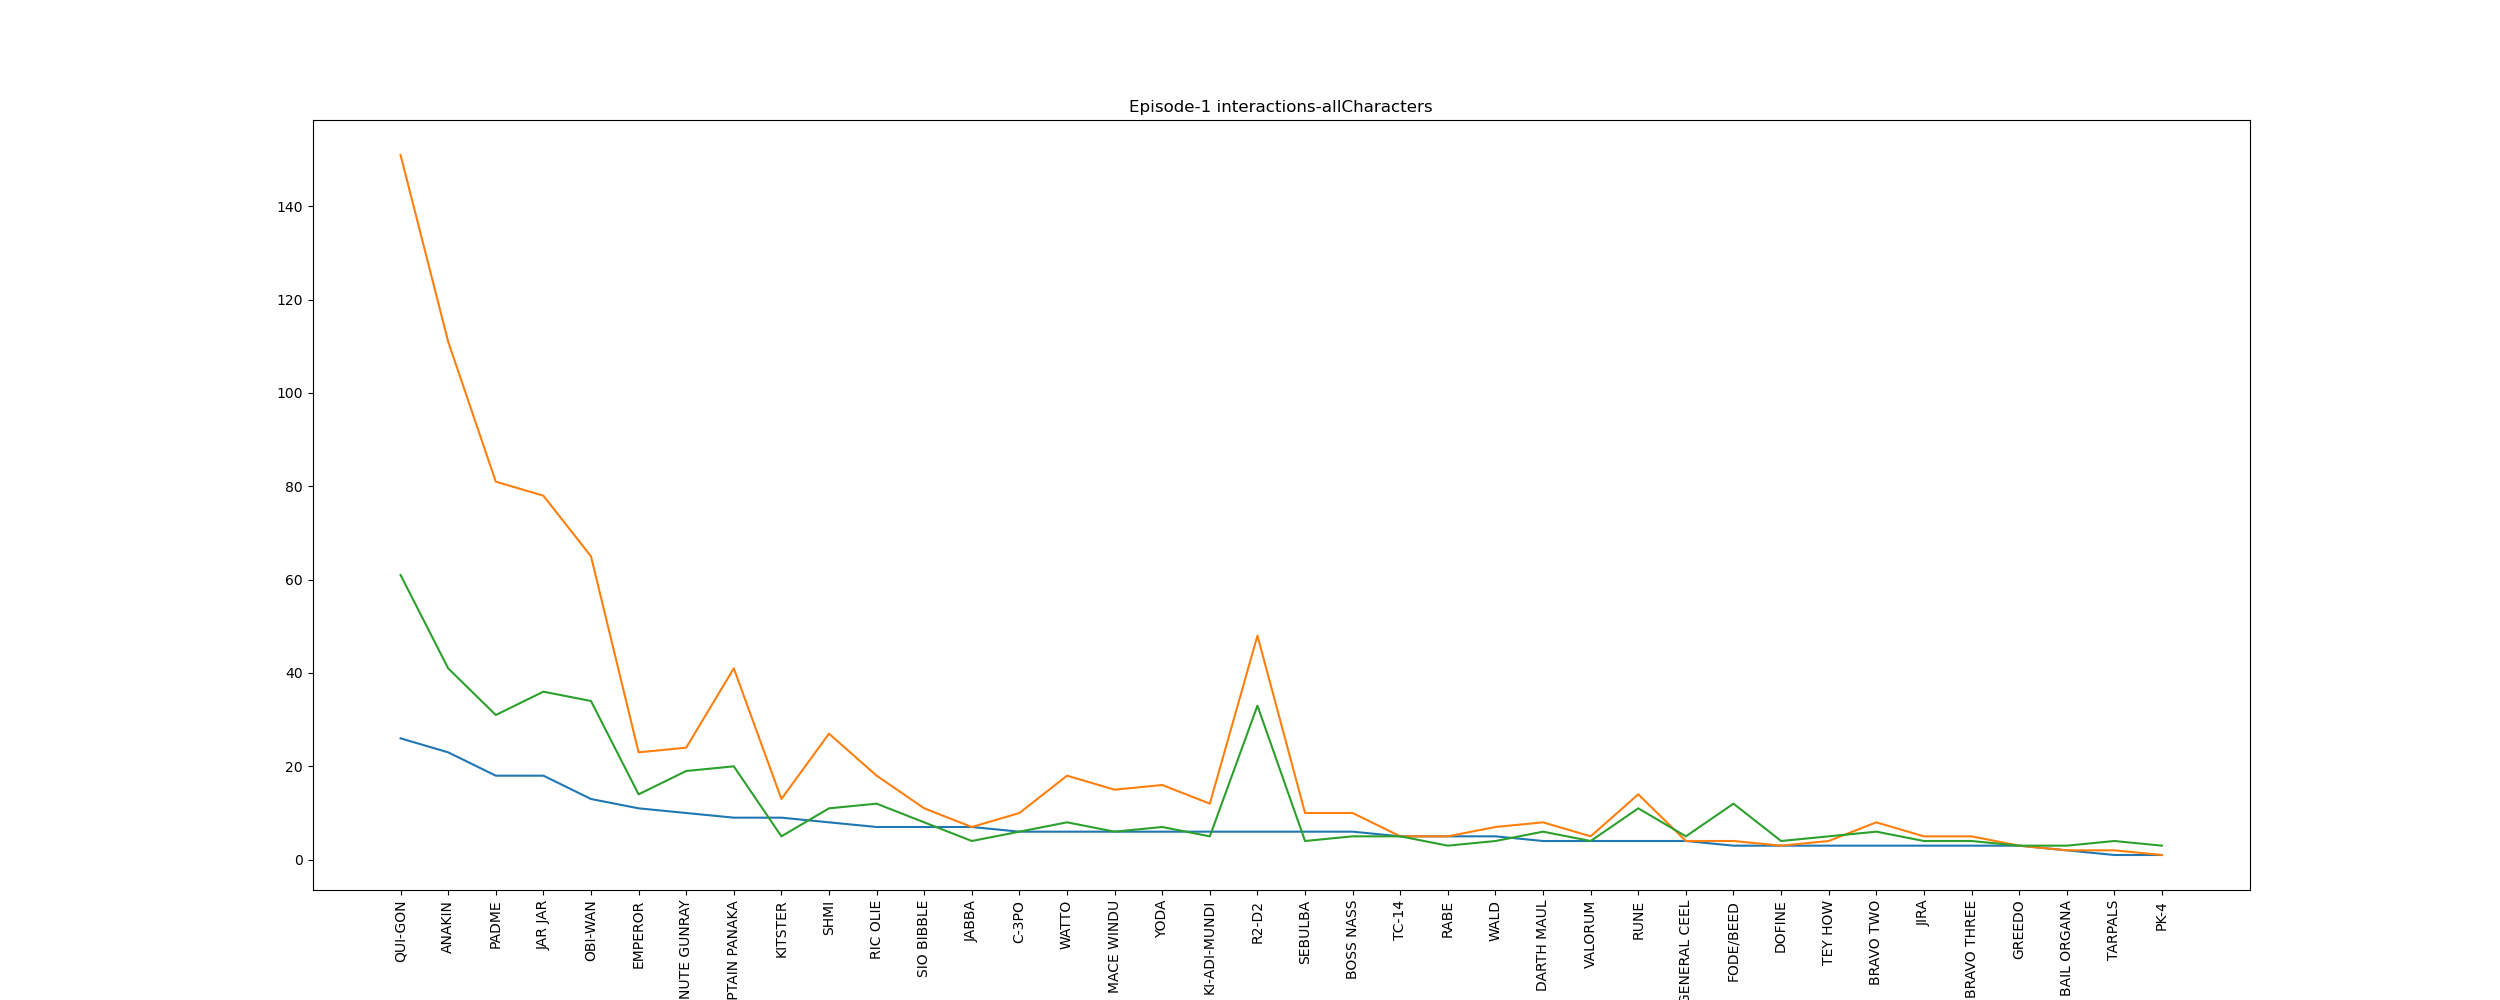 Episode-1 interactions-allCharacters
140
120
100
80
60
40
20
0
QUI-GON
ANAKIN
PADME
JAR JAR
OBI-WAN
EMPEROR
NUTE GUNRAY
PTAIN PANAKA
KITSTER
SHMI
RIC OLIE
SIO BIBBLE
JABBA
C-3PO
WATTO
MACE WINDU
YODA
KI-ADI-MUNDI
R2-D2
SEBULBA
BOSS NASS
TC-14
RABE
WALD
DARTH MAUL
VALORUM
RUNE
GENERAL CEEL
FODE/BEED
DOFINE
TEY HOW
BRAVO TWO
JIRA
BRAVO THREE
GREEDO
BAIL ORGANA
TARPALS
PK-4